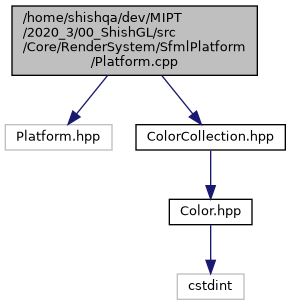 /home/shishqa/dev/MIPT
/2020_3/00_ShishGL/src
/Core/RenderSystem/SfmlPlatform
/Platform.cpp
Platform.hpp
ColorCollection.hpp
Color.hpp
cstdint